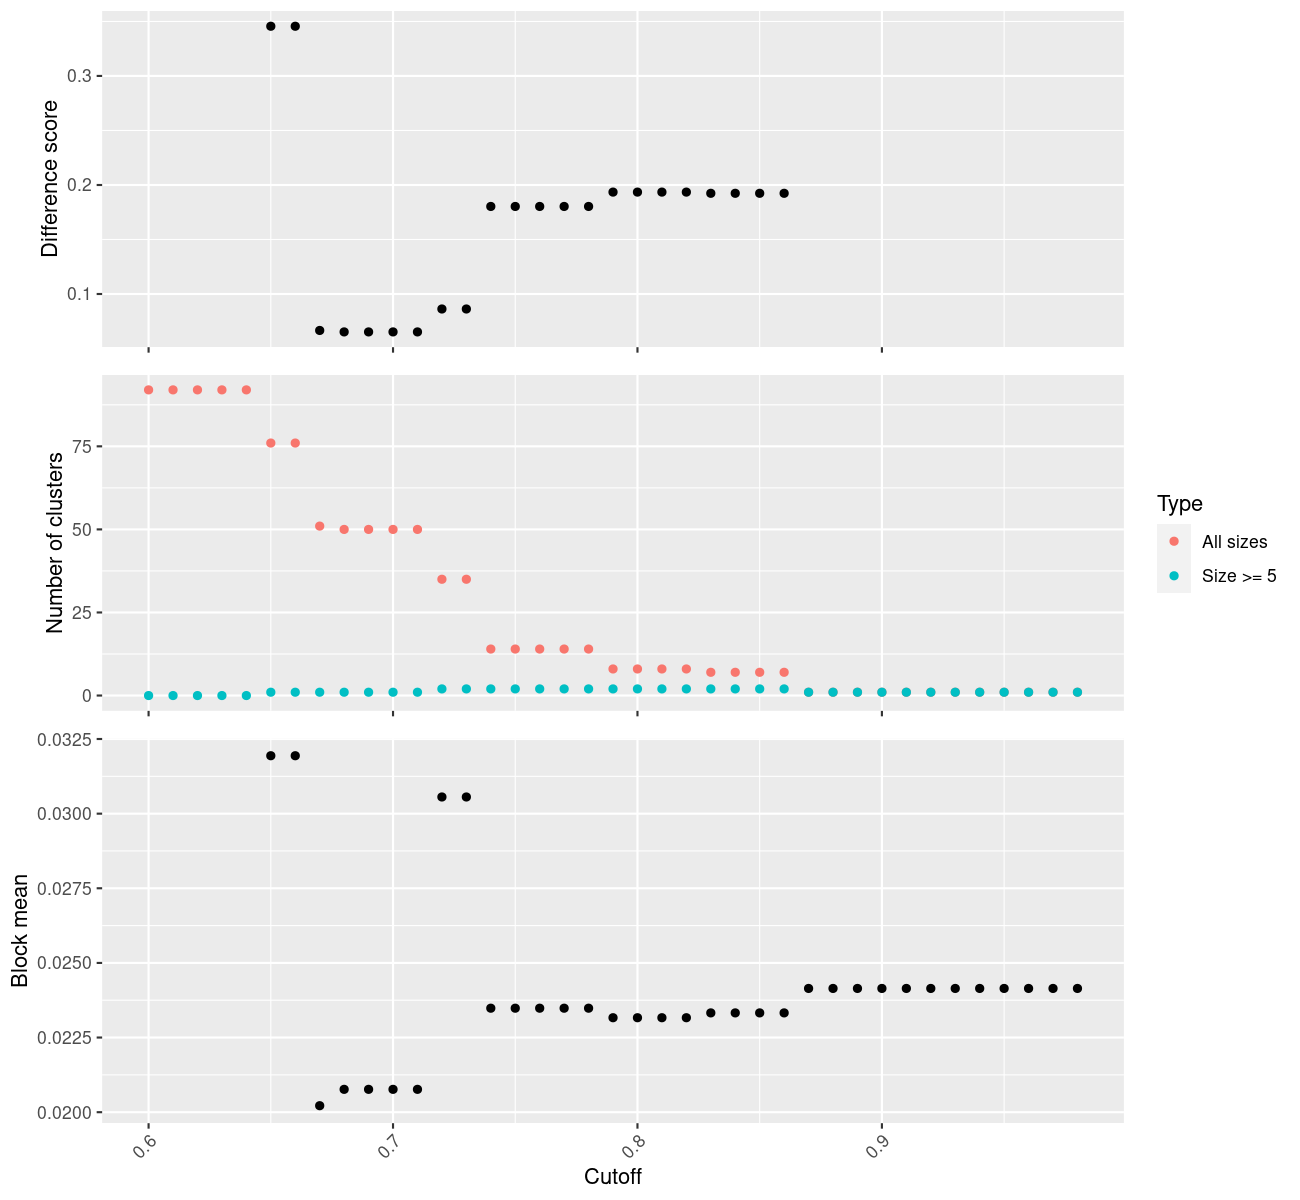 Difference score
0.3
0.2
0.1
Number of clusters
75
50
25
0
Type
All sizes
Size >= 5
Block mean
0.0325
0.0300
0.0275
0.0250
0.0225
0.0200
0.6 0.7 0.8 0.9
Cutoff